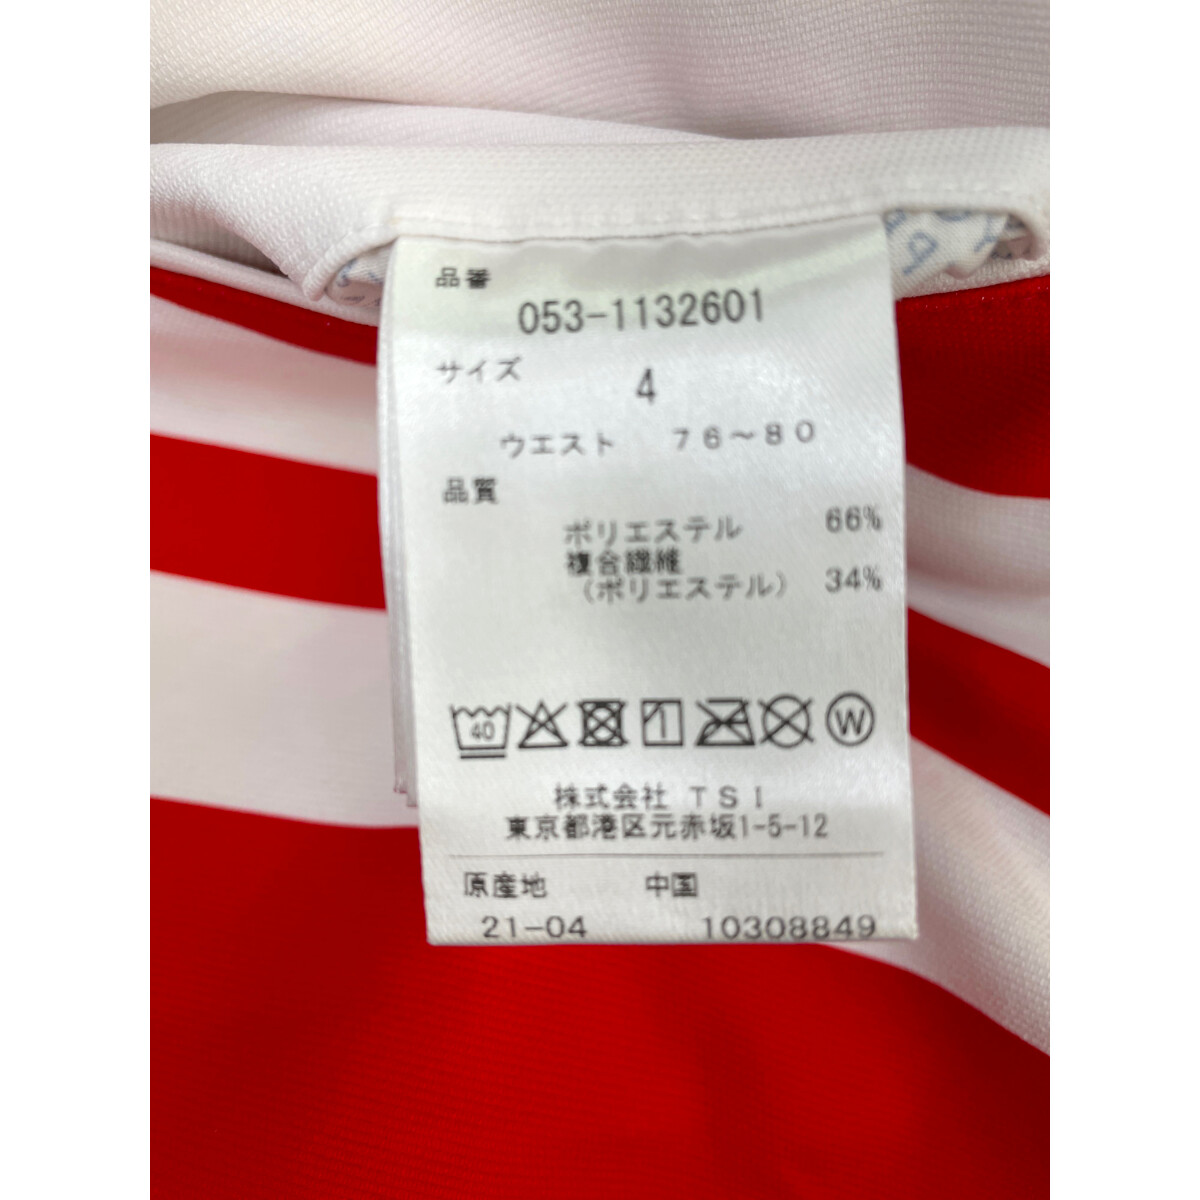 品番
053-1132601
サイズ 4
ウエスト 76〜80
品質
ポリエステル 66%
複合繊維
(ポリエステル) 34%
40 W
株式会社 TSI
東京都港区元赤坂1-5-12
原産地 中国
21-04 10308849